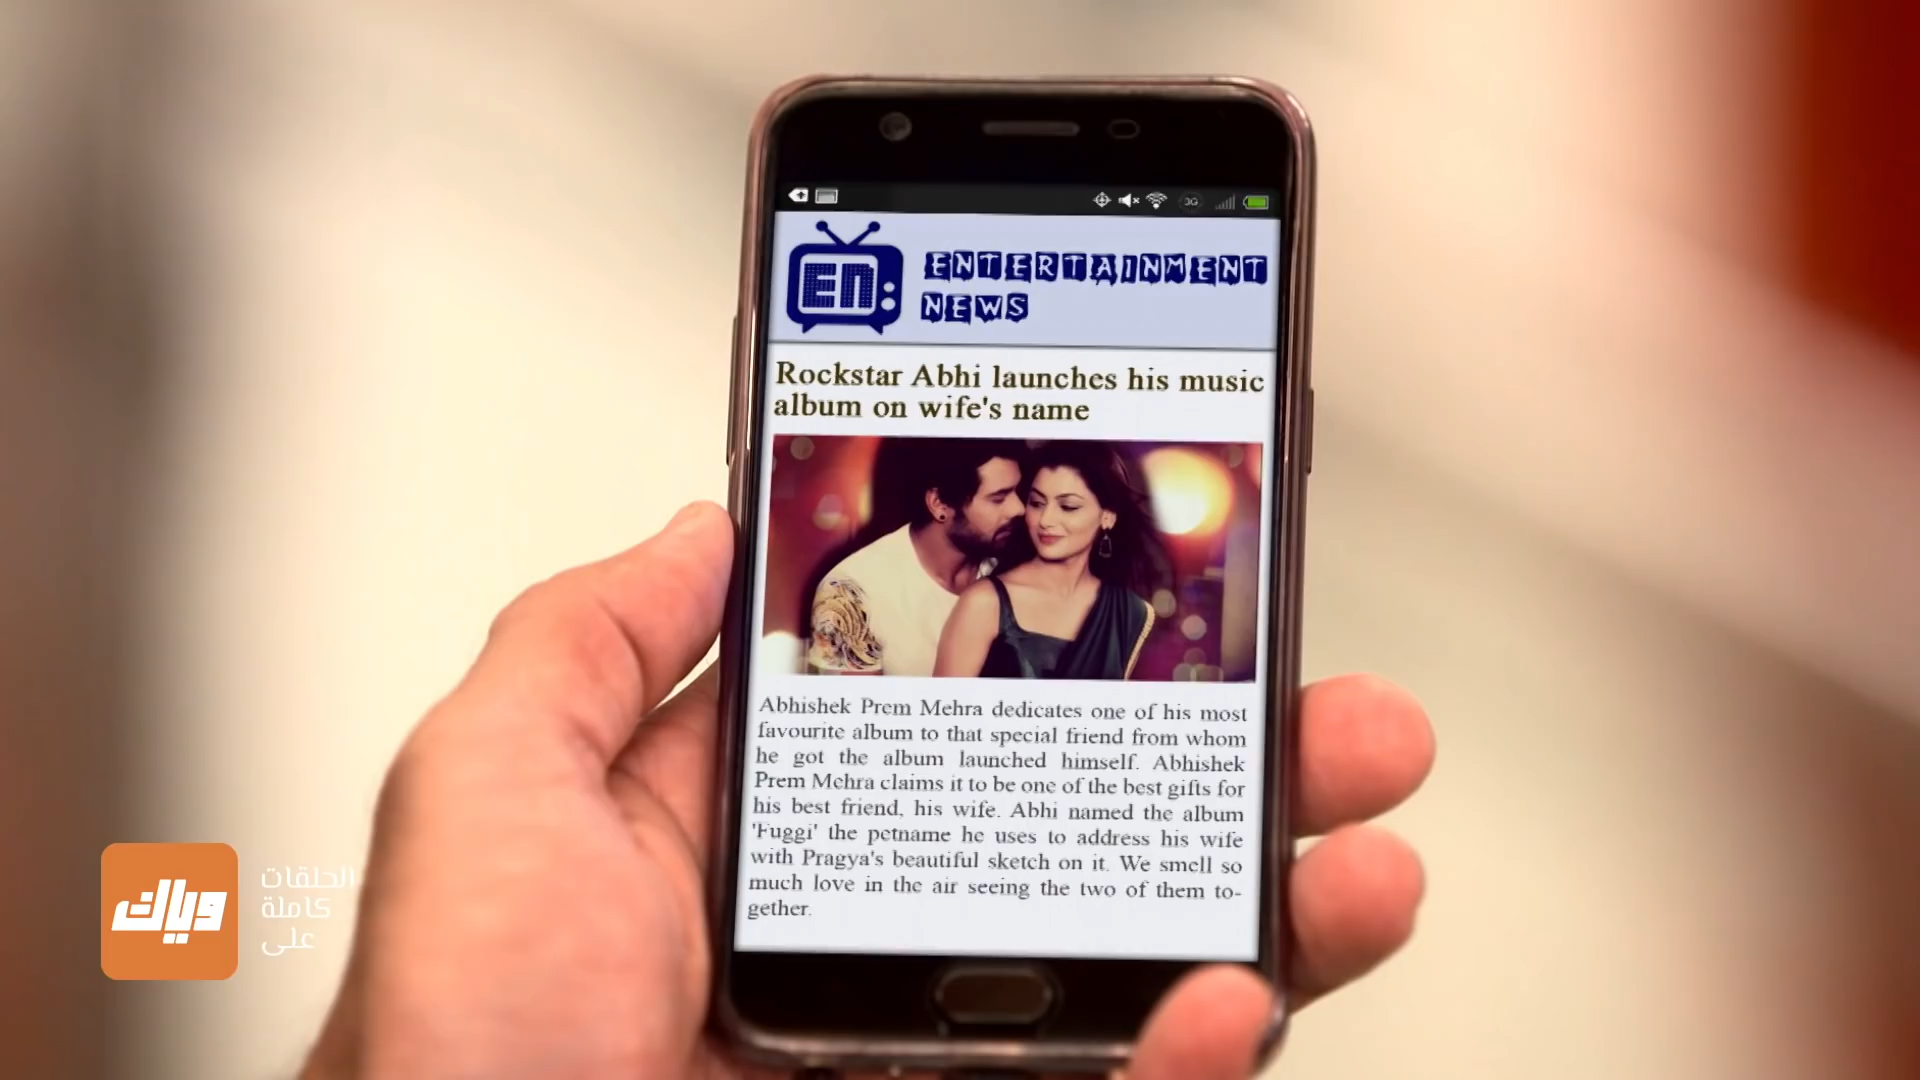 3G
EN
ENTERTAINMENT
NEWS
Rockstar Abhi launches his music
album on wife's name
Abhishek Prem Mehra dedicates one of his most
favourite album to that special friend from whom
he got the album launched himself. Abhishek
Prem Mehra claims it to be one of the best gifts for
his best friend, his wife. Abhi named the album
'Fuggi' the petname he uses to address his wife
with Pragya's beautiful sketch on it. We smell so
much love in the air seeing the two of them to-
gether.
وياك
الحلقات
كاملة
على